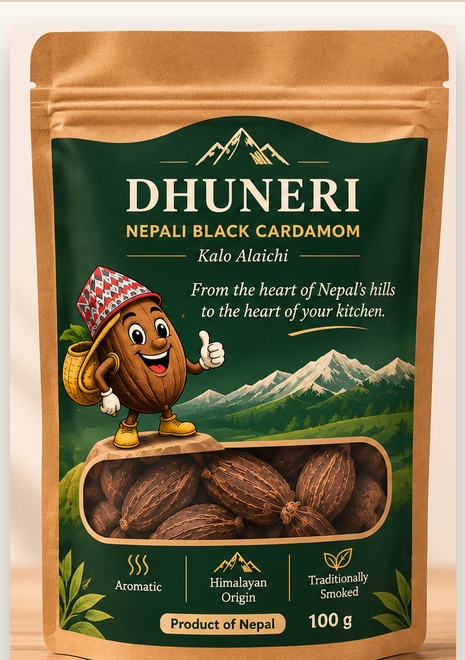 DHUNERI
NEPALI BLACK CARDAMOM
Kalo Alaichi
From the heart of Nepal's hills
to the heart of your kitchen.
Aromatic
Himalayan
Origin
Traditionally
Smoked
Product of Nepal
100 g